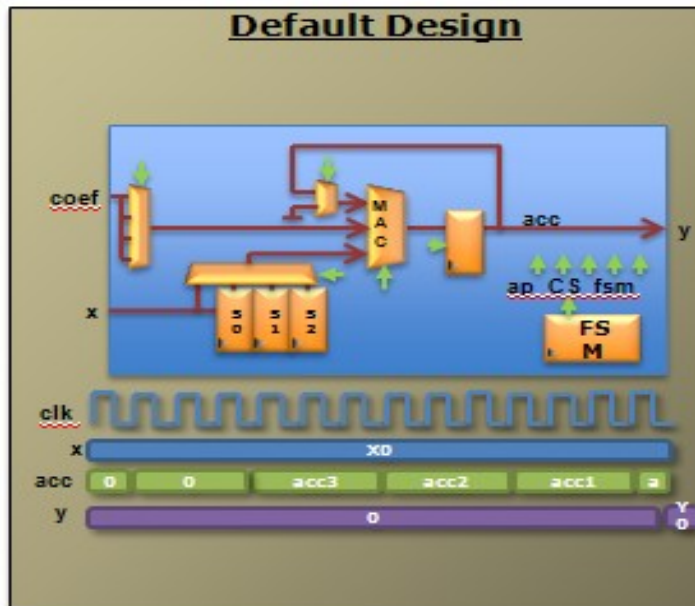 Default Design
coef
M
A
C
acc
y
x
S
0
S
1
S
2
ap_CS_fsm
FS
M
clk
x
X0
acc
0
0
acc3
acc2
acc1
a
y
0
Y
0